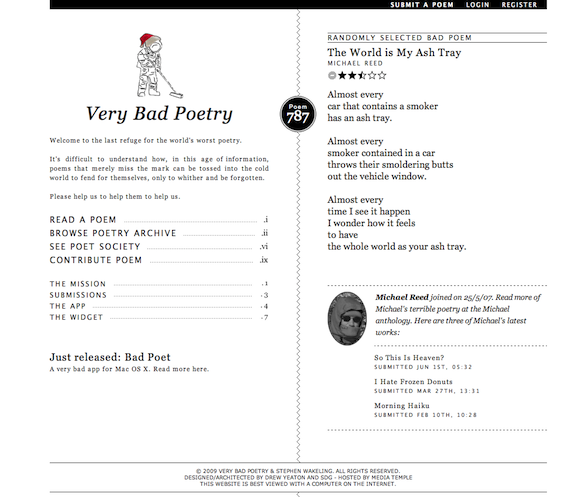 SUBMIT A POEM LOGIN REGISTER
Very Bad Poetry
Welcome to the last refuge for the world's worst poetry.
It's difficult to understand how, in this age of information,
poems that merely miss the mark can be tossed into the cold
world to fend for themselves, only to whither and be forgotten.
Please help us to help them to help us.
READ A POEM .i
BROWSE POETRY ARCHIVE .ii
SEE POET SOCIETY .vi
CONTRIBUTE POEM .ix
THE MISSION .1
SUBMISSIONS .3
THE APP .4
THE WIDGET .7
Just released: Bad Poet
A very bad app for Mac OS X. Read more here.
Poem
787
RANDOMLY SELECTED BAD POEM
The World is My Ash Tray
MICHAEL REED
Almost every
car that contains a smoker
has an ash tray.
Almost every
smoker contained in a car
throws their smoldering butts
out the vehicle window.
Almost every
time I see it happen
I wonder how it feels
to have
the whole world as your ash tray.
Michael Reed joined on 25/5/07. Read more of
Michael's terrible poetry at the Michael
anthology. Here are three of Michael's latest
works:
So This Is Heaven?
SUBMITTED JUN 1ST, 05:32
I Hate Frozen Donuts
SUBMITTED MAR 27TH, 13:31
Morning Haiku
SUBMITTED FEB 10TH, 10:28
© 2009 VERY BAD POETRY & STEPHEN WAKELING. ALL RIGHTS RESERVED.
DESIGNED/ARCHITECTED BY DREW YEATON AND SDG - HOSTED BY MEDIA TEMPLE
THIS WEBSITE IS BEST VIEWED WITH A COMPUTER ON THE INTERNET.